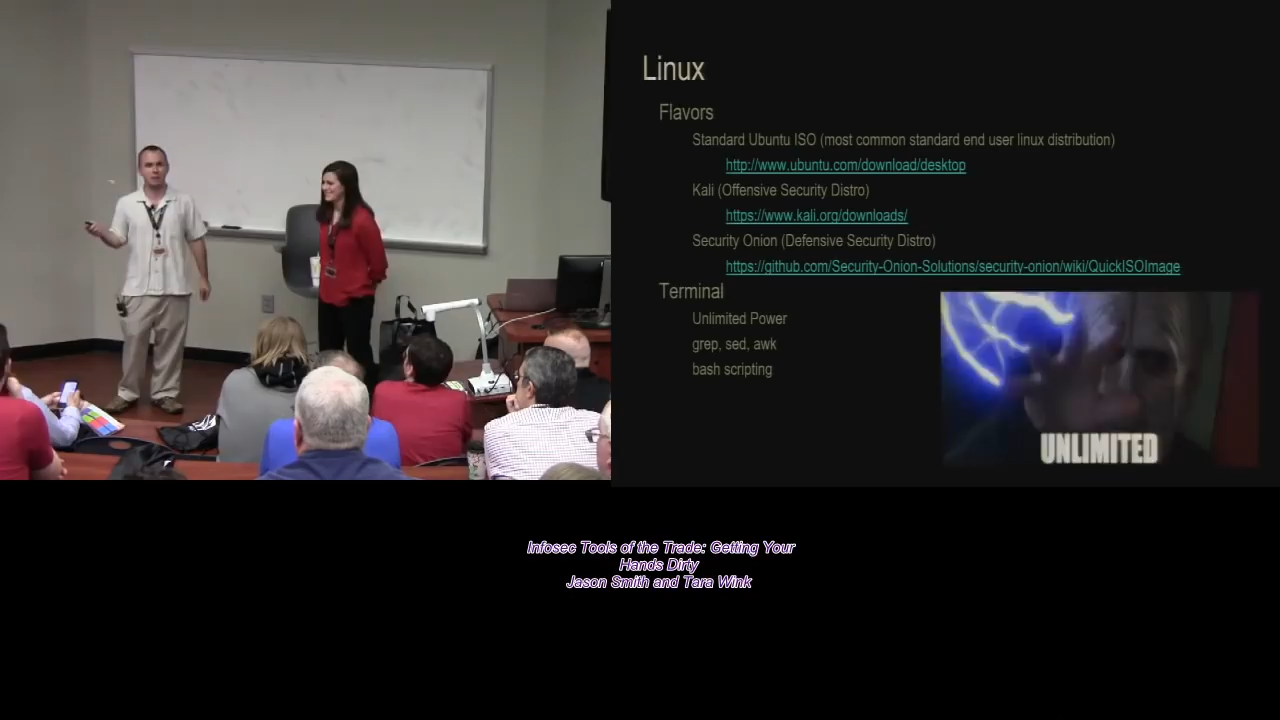 Linux
Flavors
Standard Ubuntu ISO (most common standard end user linux distribution)
http://www.ubuntu.com/download/desktop
Kali (Offensive Security Distro)
https://www.kali.org/downloads/
Security Onion (Defensive Security Distro)
https://github.com/Security-Onion-Solutions/security-onion/wiki/QuickISOImage
Terminal
Unlimited Power
grep, sed, awk
bash scripting
UNLIMITED
Infosec Tools of the Trade: Getting Your
Hands Dirty
Jason Smith and Tara Wink